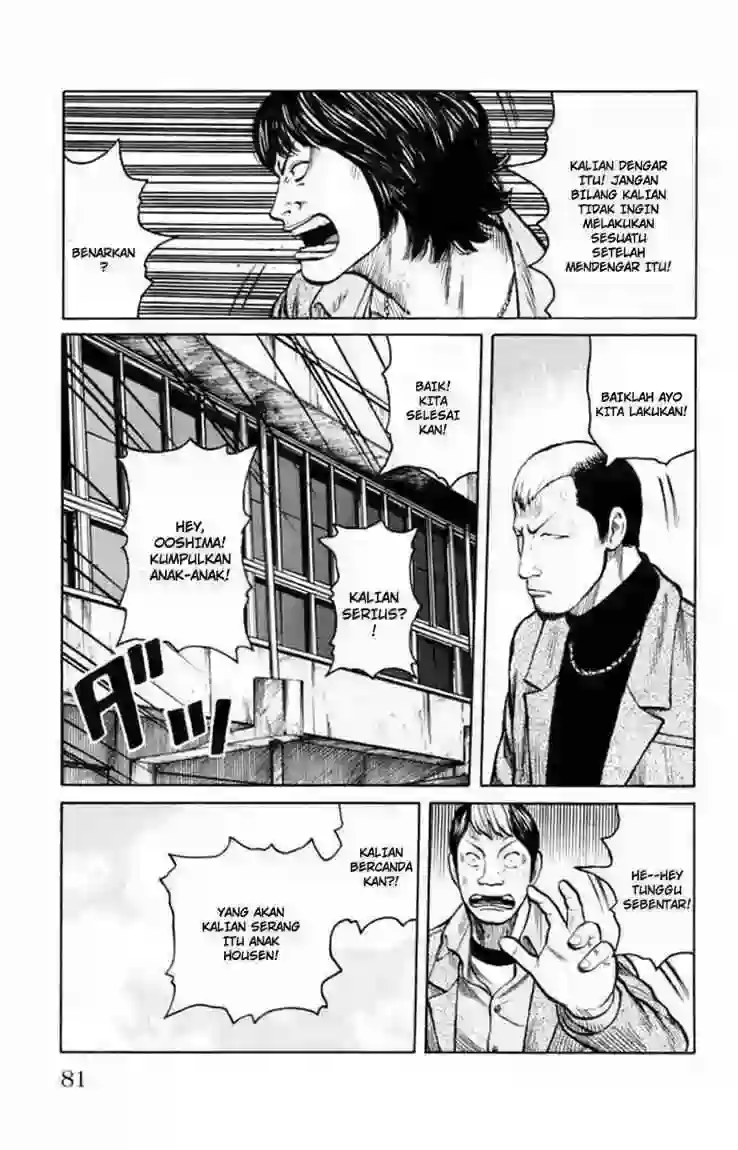 KALIAN DENGAR
ITU! JANGAN
BILANG KALIAN
TIDAK INGIN
MELAKUKAN
SESUATU
SETELAH
MENDENGAR ITU!
BENARKAN
?
BAIKLAH AYO
KITA LAKUKAN!
BAIK!
KITA
SELESAI
KAN!
KALIAN
SERIUS?
!
HEY,
OOSHIMA!
KUMPULKAN
ANAK-ANAK!
ダッ
HE--HEY
TUNGGU
SEBENTAR!
KALIAN
BERCANDA
KAN?!
YANG AKAN
KALIAN SERANG
ITU ANAK
HOUSEN!
81